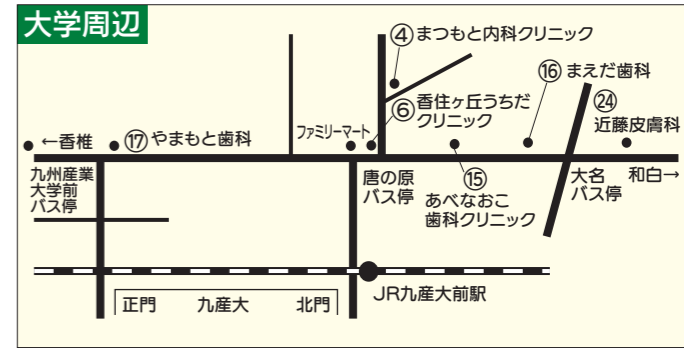 大学周辺
④まつもと内科クリニック
⑯まえだ歯科
㉔
近藤皮膚科
⑥香住ヶ丘うちだ
クリニック
ファミリーマート
←香椎
⑰やまもと歯科
九州産業
大学前
バス停
唐の原
バス停
⑮
あべなおこ
歯科クリニック
大名
バス停
和白→
JR九産大前駅
正門 九産大 北門